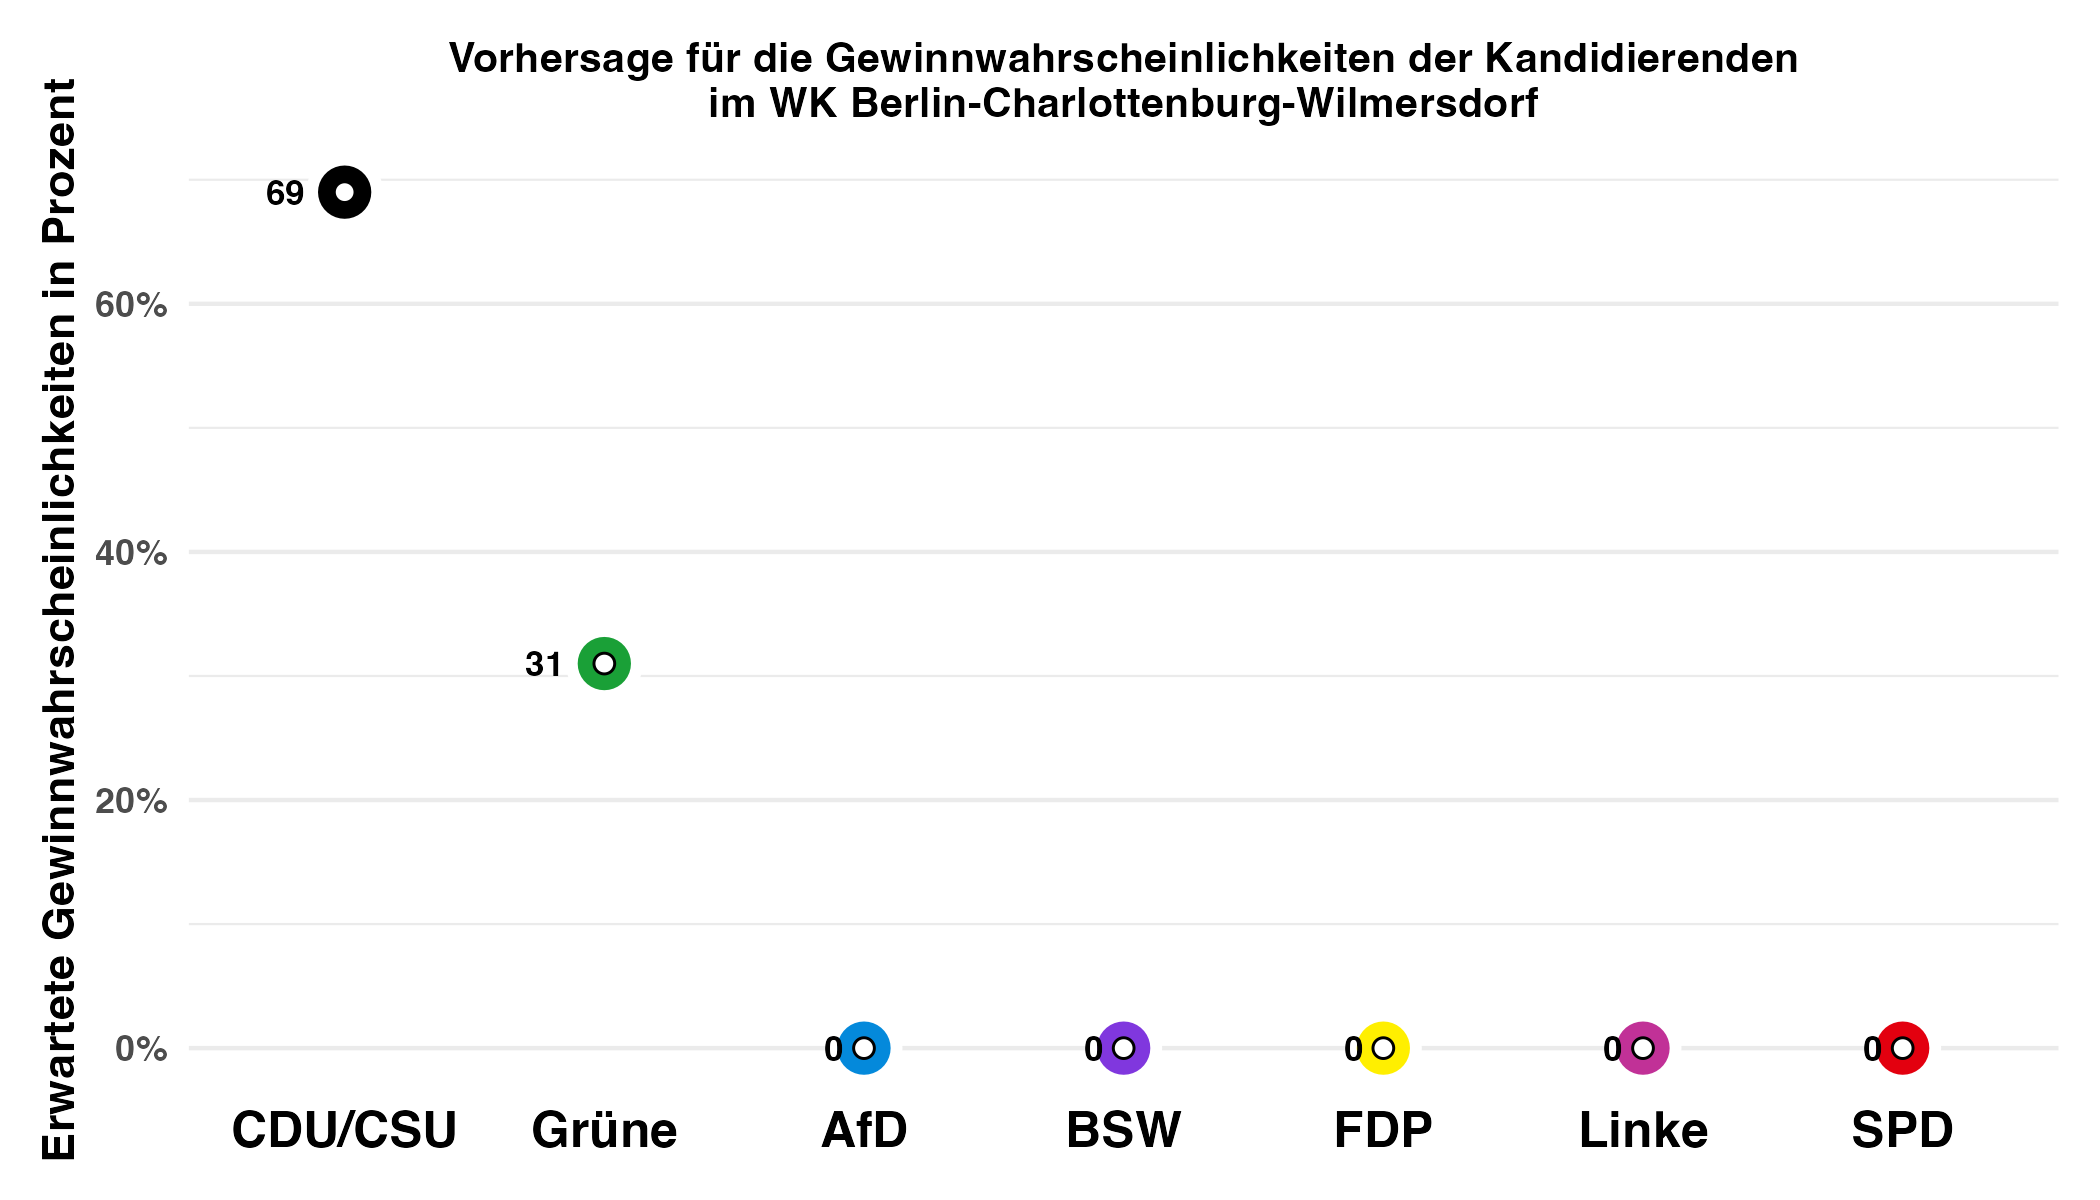 Vorhersage für die Gewinnwahrscheinlichkeiten der Kandidierenden
im WK Berlin-Charlottenburg-Wilmersdorf
Erwartete Gewinnwahrscheinlichkeiten in Prozent
69
60%
40%
31
20%
0%
0
0
0
0
0
CDU/CSU
Grüne
AfD
BSW
FDP
Linke
SPD